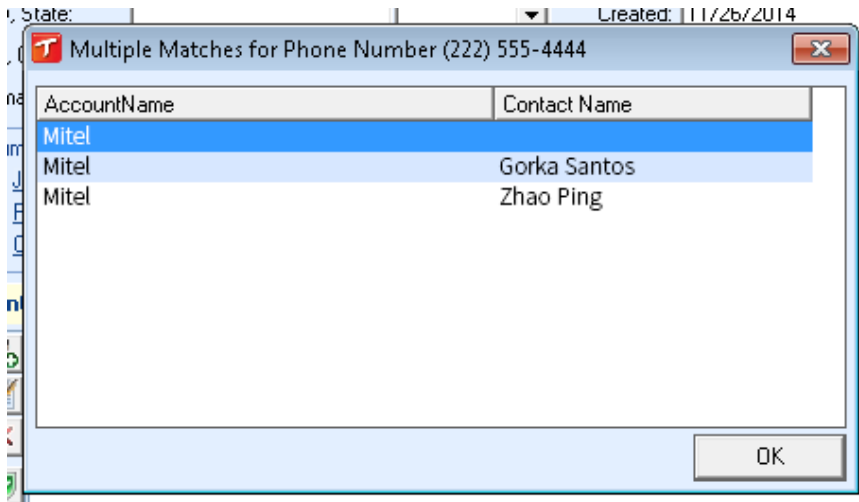 State:
Created: 11/26/2014
Multiple Matches for Phone Number (222) 555-4444
AccountName Contact Name
Mitel
Mitel Gorka Santos
Mitel Zhao Ping
OK